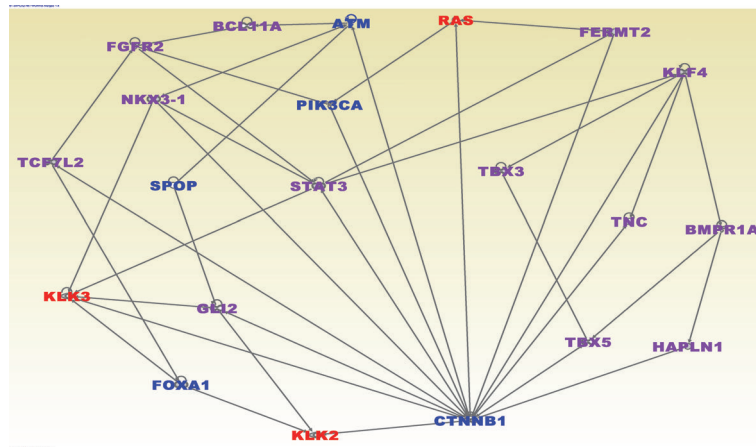 BCL11A
ATM
RAS
FERMT2
FGFR2
KLF4
NKX3-1
PIK3CA
TCF7L2
SPOP
STAT3
TBX3
TNC
BMPR1A
KLK3
GLI2
TBX5
HAPLN1
FOXA1
CTNNB1
KLK2